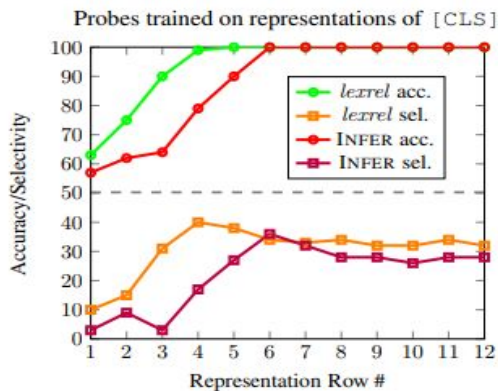 Probes trained on representations of [CLS]
Accuracy/Selectivity
100
90
80
70
60
50
40
30
20
10
0
lexrel acc.
lexrel sel.
INFER acc.
INFER sel.
1 2 3 4 5 6 7 8 9 10 11 12
Representation Row #